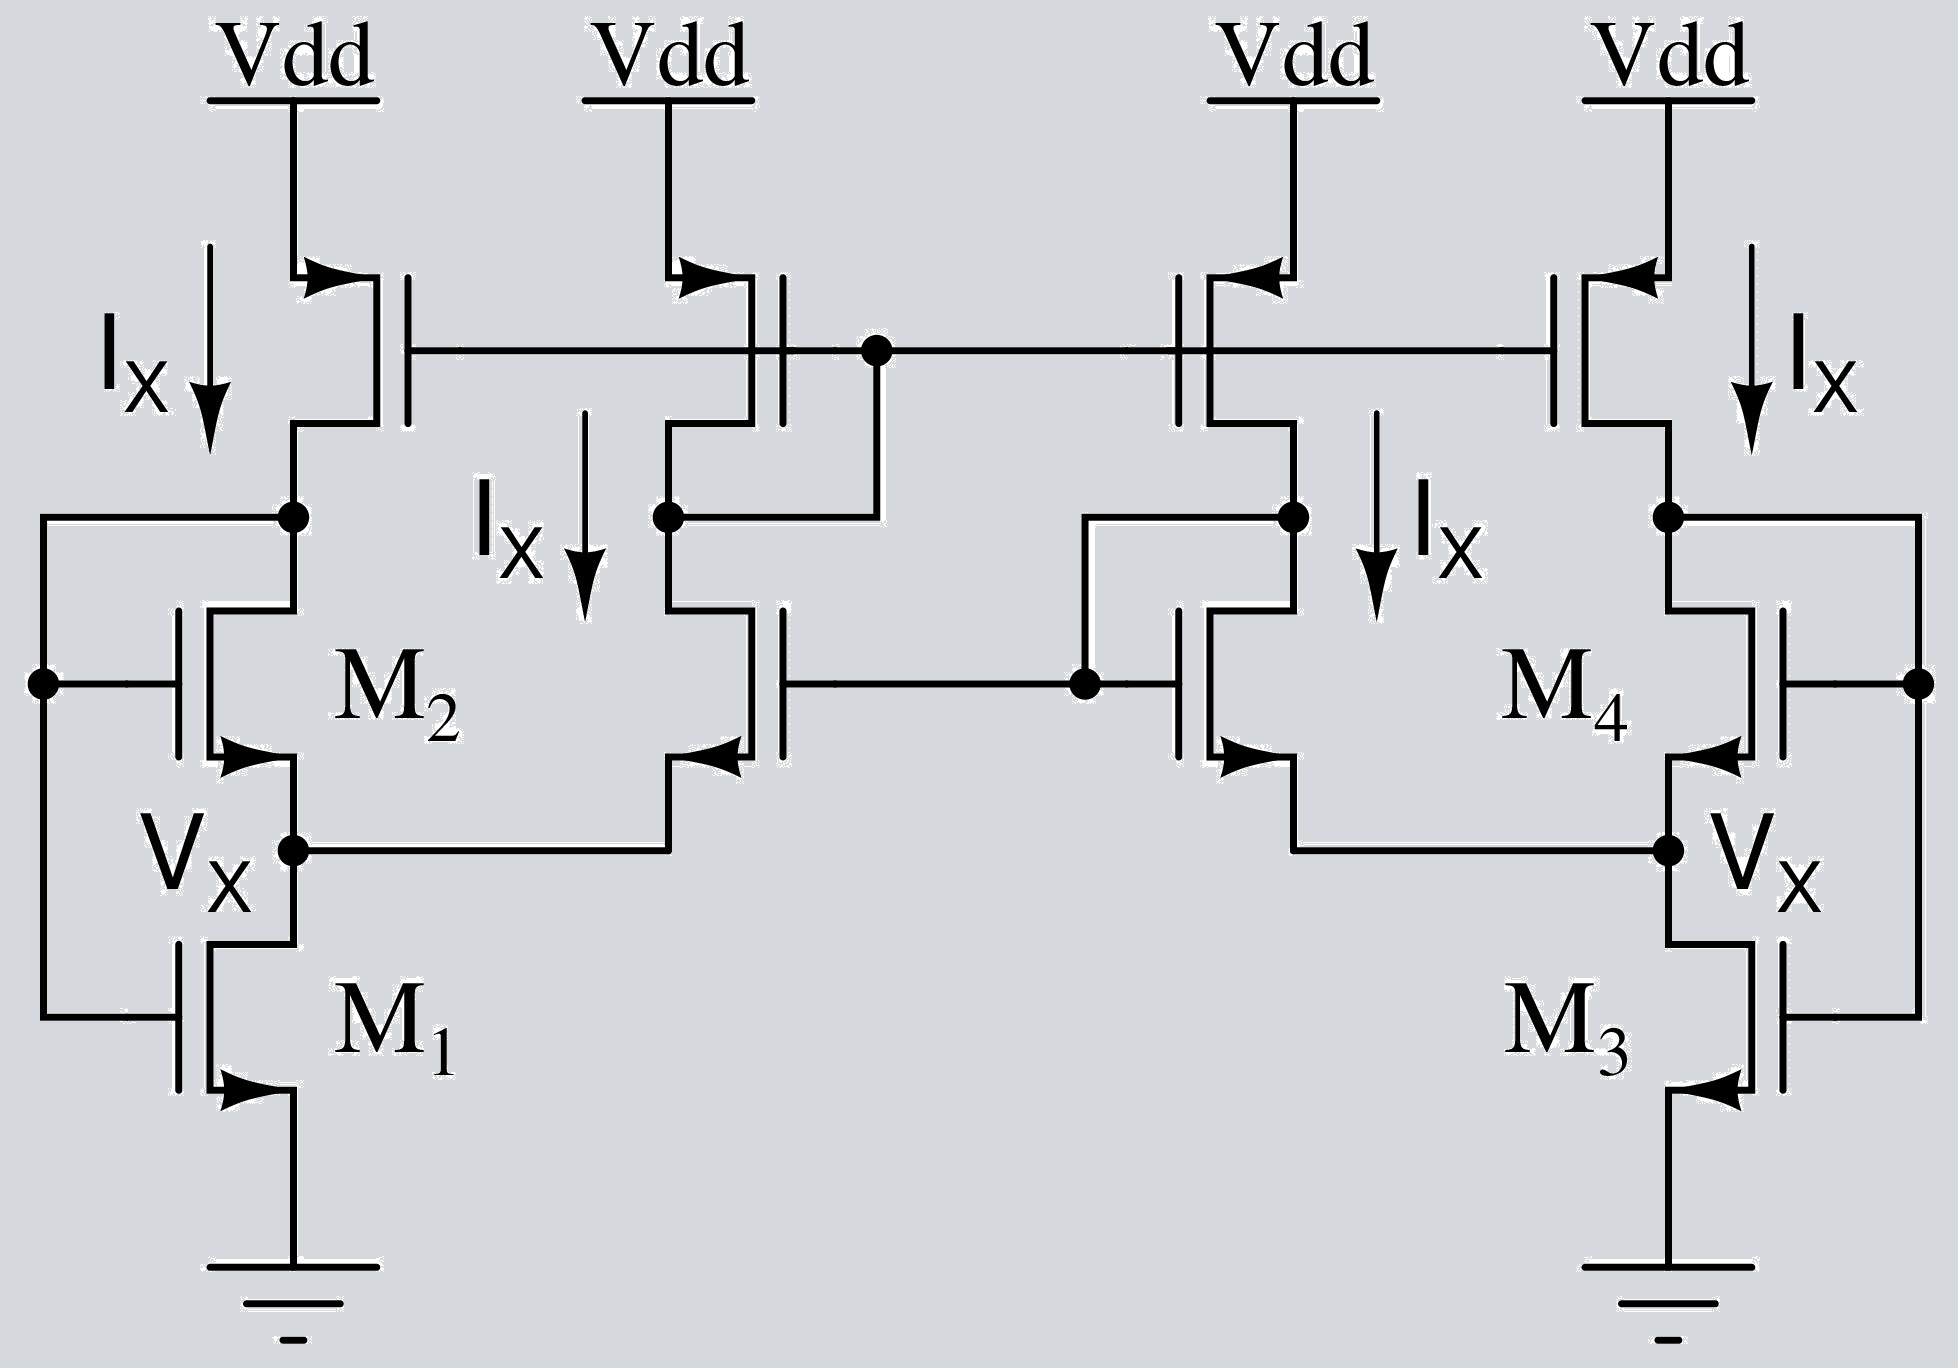 Vdd Vdd Vdd Vdd
IX IX
IX IX
M2 M4
VX VX
M1 M3